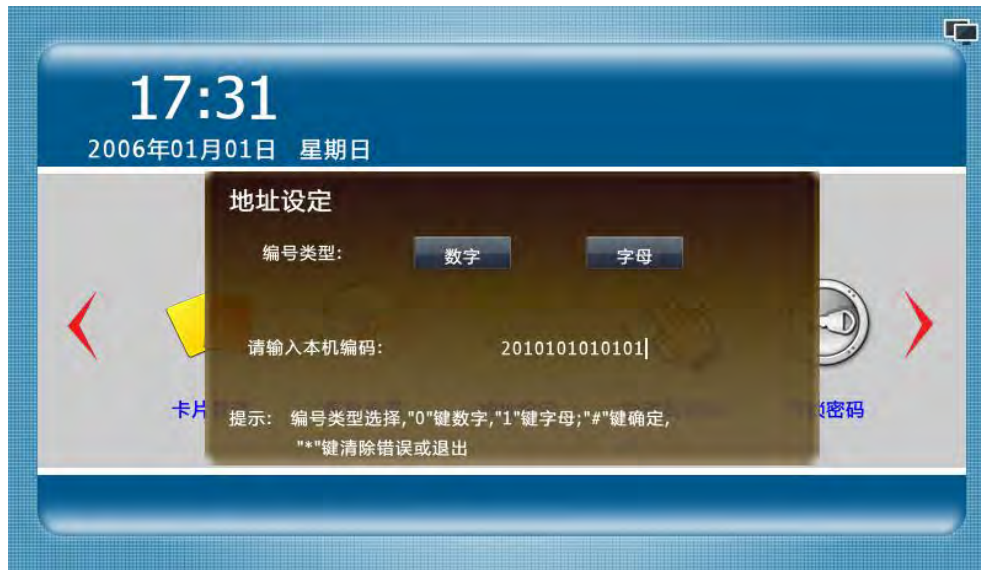 17:31
2006年01月01日 星期日
地址设定
编号类型: 数字 字母
请输入本机编码: 2010101010101
卡片
锁密码
提示: 编号类型选择,"0"键数字,"1"键字母;"#"键确定,
"*"键清除错误或退出